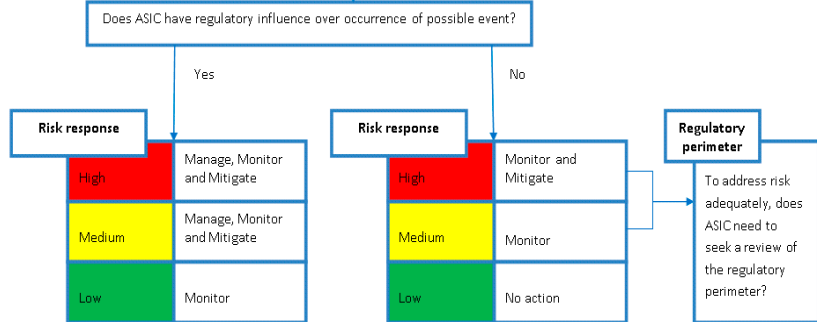 Does ASIC have regulatory influence over occurrence of possible event?
Yes
No
Risk response
High
Manage, Monitor
and Mitigate
Medium
Manage, Monitor
and Mitigate
Low
Monitor
Risk response
High
Monitor and
Mitigate
Medium
Monitor
Low
No action
Regulatory
perimeter
To address risk
adequately, does
ASIC need to
seek a review of
the regulatory
perimeter?